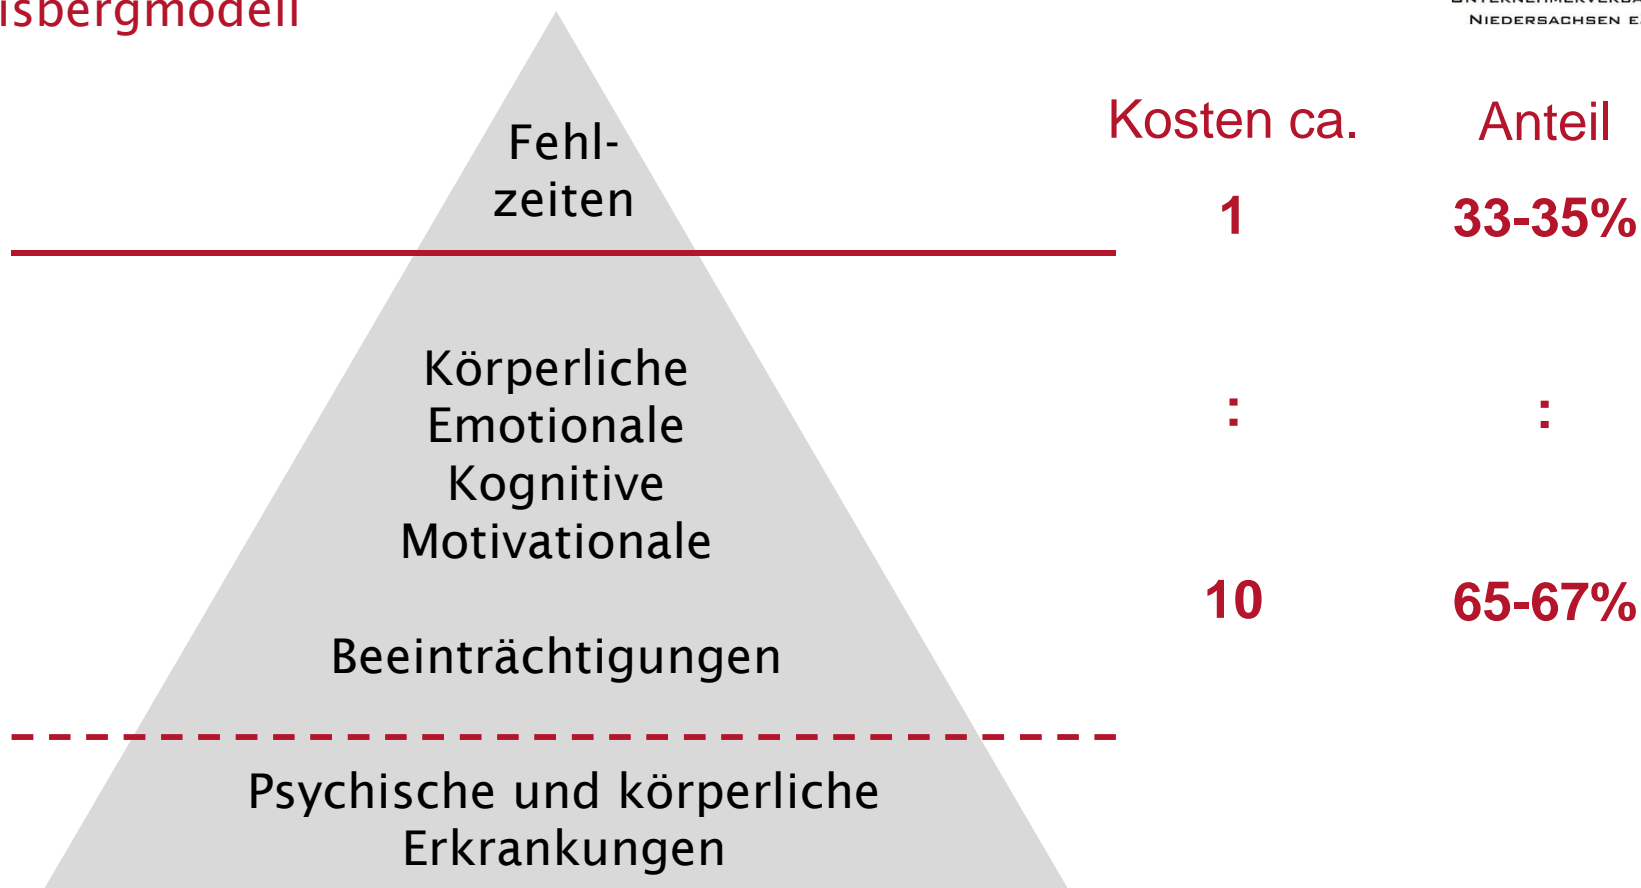 isbergmodell
NIEDERSACHSEN E.
Kosten ca. Anteil
Fehl-
zeiten
1 33-35%
Körperliche
Emotionale
Kognitive
Motivationale
: :
10 65-67%
Beeinträchtigungen
Psychische und körperliche
Erkrankungen